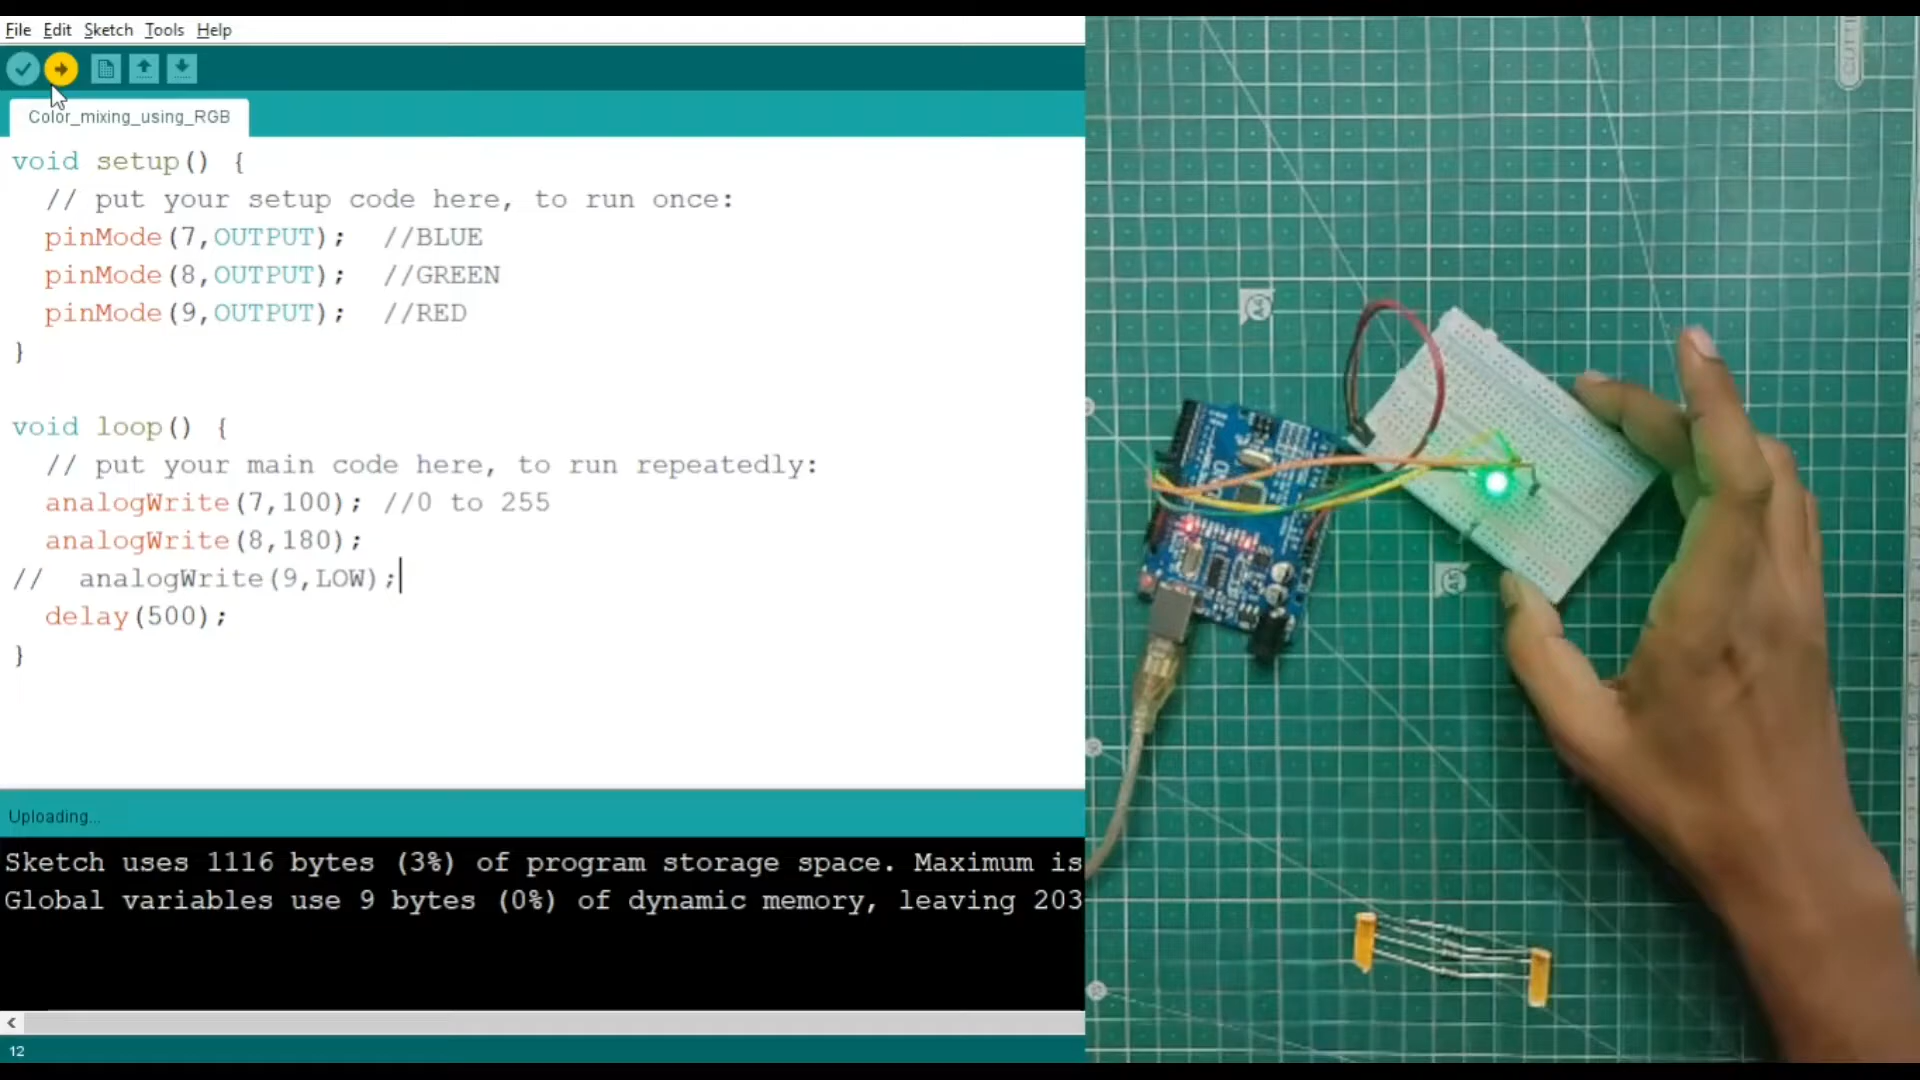 File Edit Sketch Tools Help
Color_mixing_using_RGB
void setup() {
// put your setup code here, to run once:
pinMode(7,OUTPUT); //BLUE
pinMode(8,OUTPUT); //GREEN
pinMode(9,OUTPUT); //RED
}
void loop() {
// put your main code here, to run repeatedly:
analogWrite(7,100); //0 to 255
analogWrite(8,180);
// analogWrite(9,LOW);
delay(500);
}
Uploading...
Sketch uses 1116 bytes (3%) of program storage space. Maximum is
Global variables use 9 bytes (0%) of dynamic memory, leaving 203
12
UNO
A4
A5